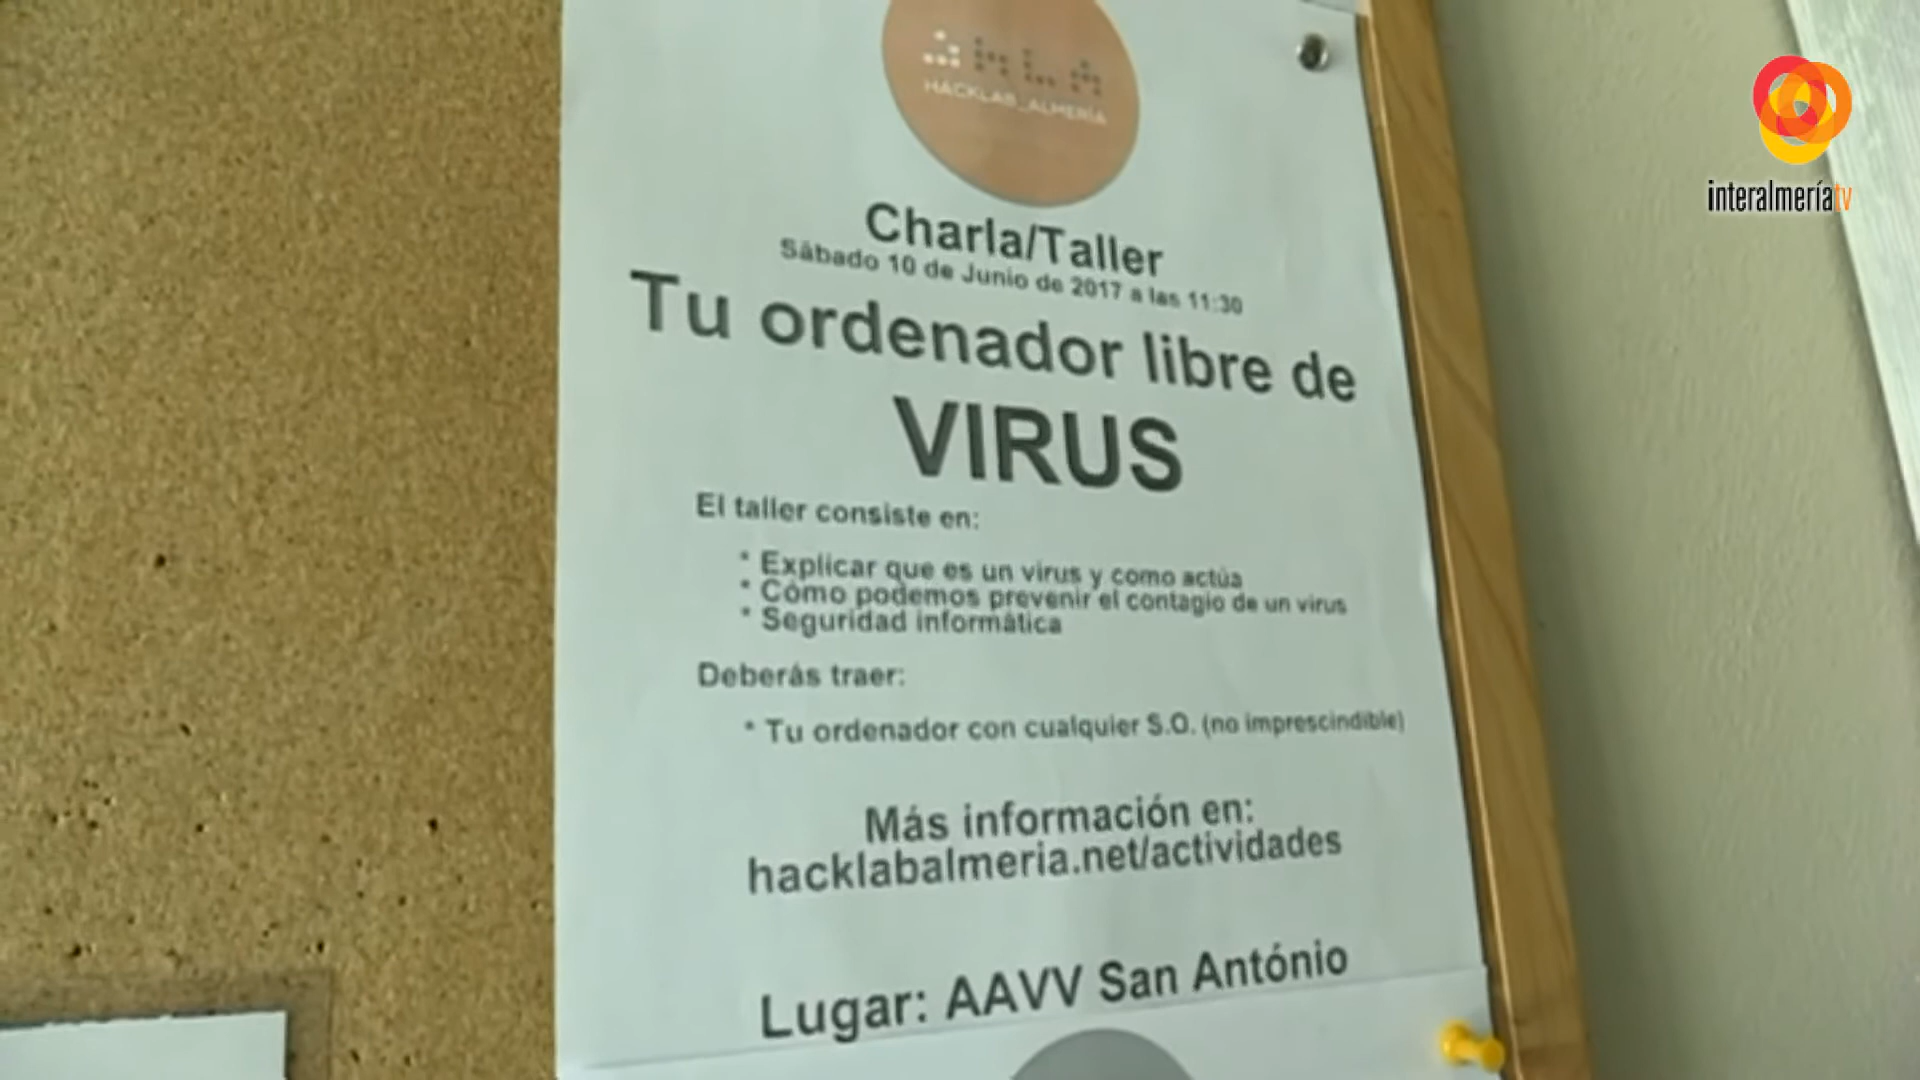 HACKLAB_ALMERÍA
interalmeríatv
Charla/Taller
Sábado 10 de Junio de 2017 a las 11:30
Tu ordenador libre de
VIRUS
El taller consiste en:
* Explicar que es un virus y como actúa
* Cómo podemos prevenir el contagio de un virus
* Seguridad informática
Deberás traer:
* Tu ordenador con cualquier S.O. (no imprescindible)
Más información en:
hacklabalmeria.net/actividades
Lugar: AAVV San António